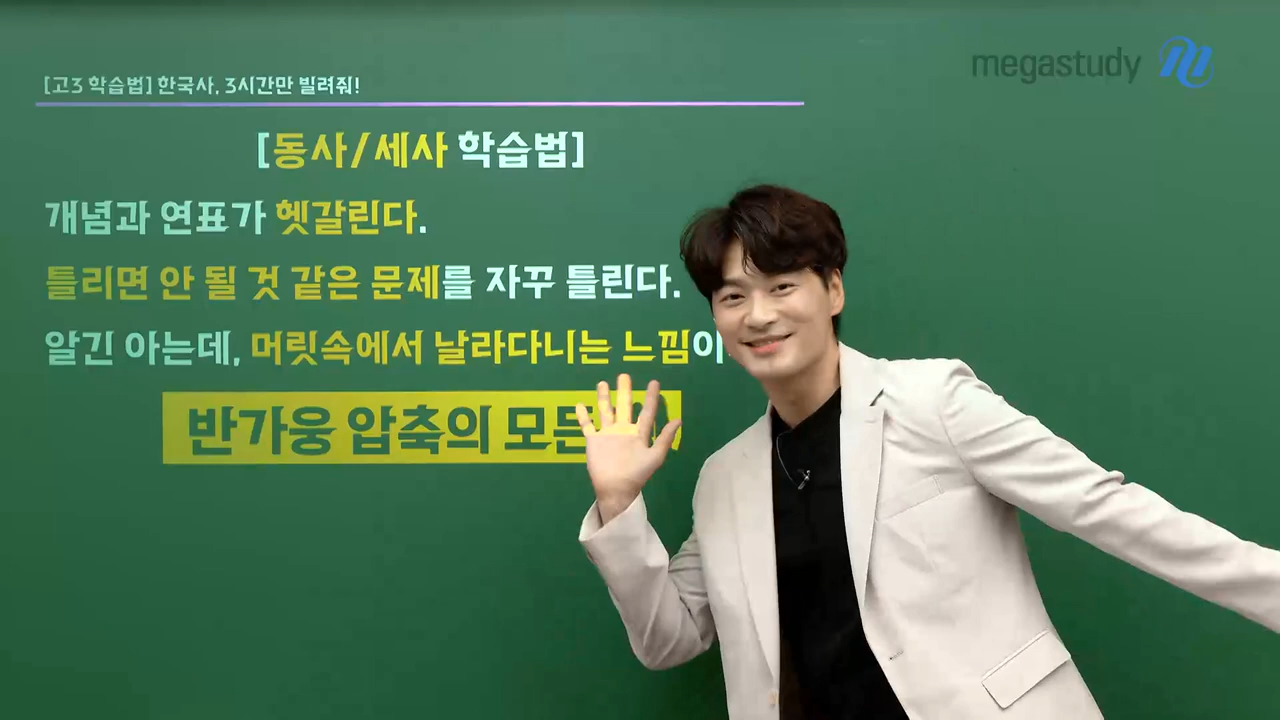 megastudy
[고3 학습법] 한국사, 3시간만 빌려줘!
[동사/세사 학습법]
개념과 연표가 헷갈린다.
틀리면 안 될 것 같은 문제를 자꾸 틀린다.
알긴 아는데, 머릿속에서 날라다니는 느낌이
반가웅 압축의 모든